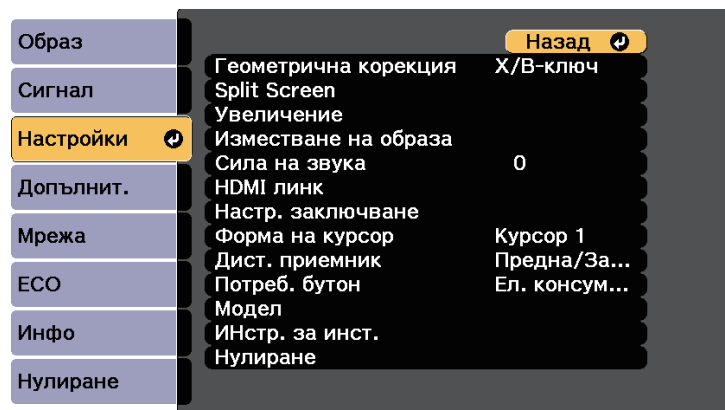 Образ
Сигнал
Настройки
Допълнит.
Мрежа
ECO
Инфо
Нулиране
Назад
Геометрична корекция Х/В-ключ
Split Screen
Увеличение
Изместване на образа
Сила на звука 0
HDMI линк
Настр. заключване
Форма на курсор Курсор 1
Дист. приемник Предна/За...
Потреб. бутон Ел. консум...
Модел
ИНстр. за инст.
Нулиране